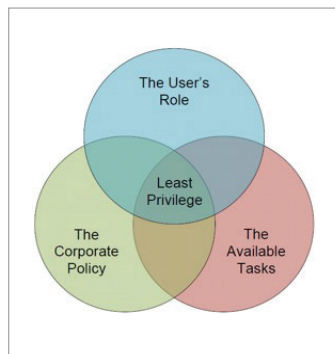 The User's
Role
Least
Privilege
The
Corporate
Policy
The
Available
Tasks